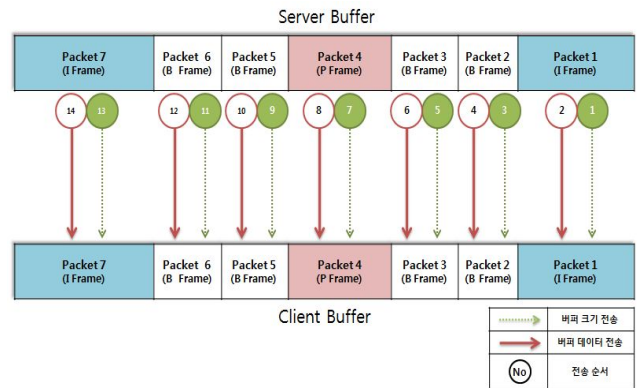 Server Buffer
Packet 7 Packet 6 Packet 5 Packet 4 Packet 3 Packet 2 Packet 1
(I Frame) (B Frame) (B Frame) (P Frame) (B Frame) (B Frame) (I Frame)
14 13 12 11 10 9 8 7 6 5 4 3 2 1
Packet 7 Packet 6 Packet 5 Packet 4 Packet 3 Packet 2 Packet 1
(I Frame) (B Frame) (B Frame) (P Frame) (B Frame) (B Frame) (I Frame)
Client Buffer
버퍼 크기 전송
버퍼 데이터 전송
No 전송 순서